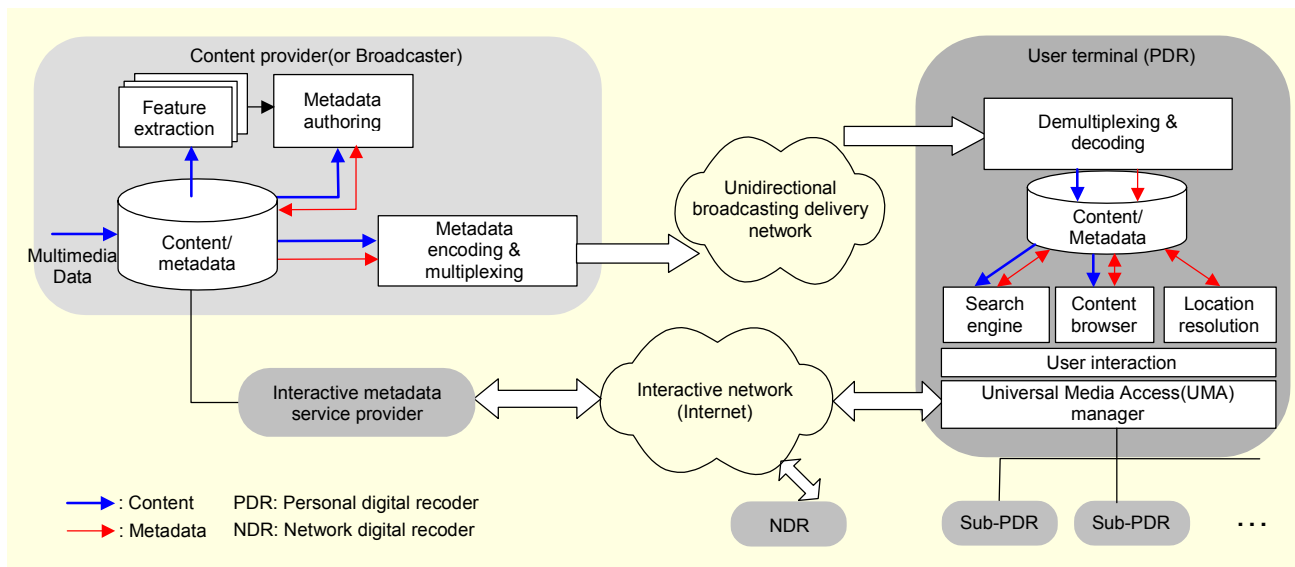 Content provider(or Broadcaster)
Feature
extraction
Metadata
authoring
Multimedia
Data
Content/
metadata
Metadata
encoding &
multiplexing
Unidirectional
broadcasting delivery
network
User terminal (PDR)
Demultiplexing &
decoding
Content/
Metadata
Search
engine
Content
browser
Location
resolution
User interaction
Universal Media Access(UMA)
manager
Interactive metadata
service provider
Interactive network
(Internet)
NDR
Sub-PDR
Sub-PDR
...
: Content
PDR: Personal digital recoder
: Metadata
NDR: Network digital recoder